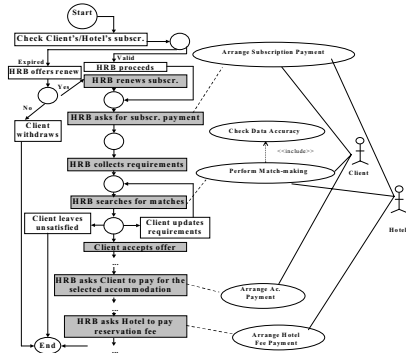 Start
Check Client's/Hotel's subscr.
Expired
Valid
HRB offers renew
HRB proceeds
Yes
HRB renews subscr.
No
HRB asks for subscr. payment
Client
withdraws
HRB collects requirements
HRB searches for matches
Client leaves
unsatisfied
Client updates
requirements
Client accepts offer
...
HRB asks Client to pay for the
selected accommodation
...
HRB asks Hotel to pay
reservation fee
...
End
Arrange Subscription Payment
Check Data Accuracy
<<include>>
Perform Match-making
Client
Hotel
Arrange Ac.
Payment
Arrange Hotel
Fee Payment